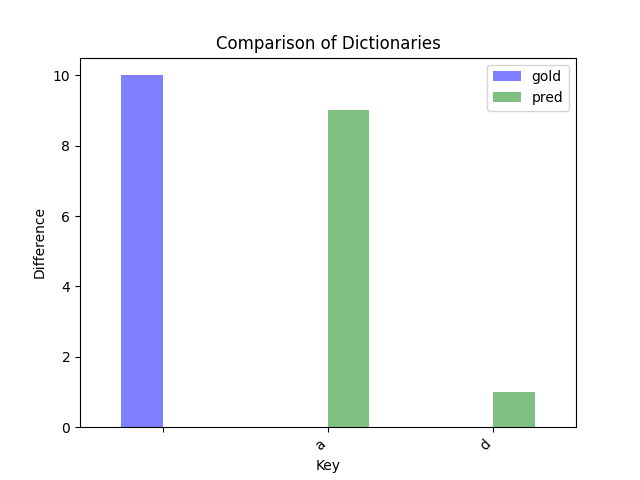 Comparison of Dictionaries
gold
pred
10
8
6
4
2
0
Difference
a
d
Key